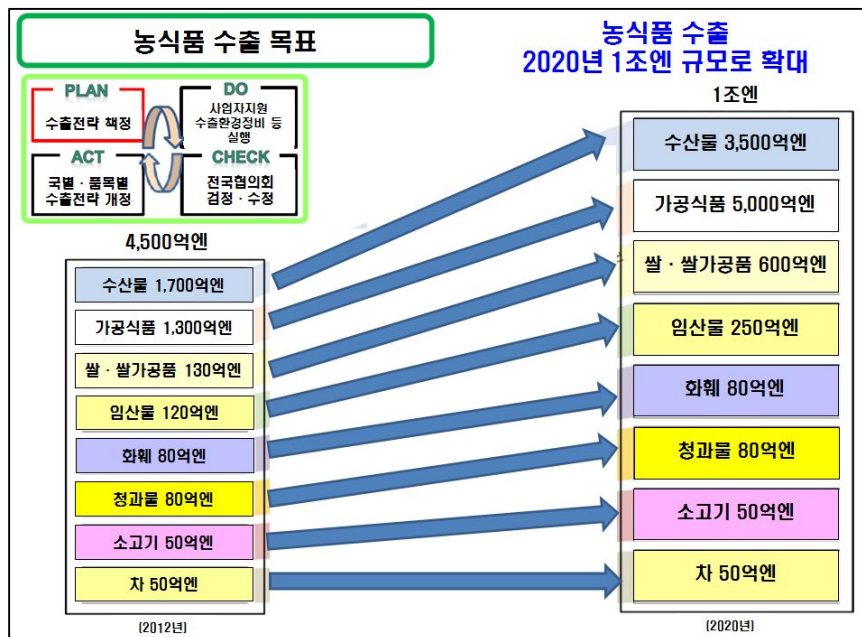 농식품 수출 목표
농식품 수출
2020년 1조엔 규모로 확대
PLAN
수출전략 책정
DO
사업자지원
수출환경정비 등
실행
ACT
국별・품목별
수출전략 개정
CHECK
전국협의회
검정・수정
4,500억엔
수산물 1,700억엔
가공식품 1,300억엔
쌀・쌀가공품 130억엔
임산물 120억엔
화훼 80억엔
청과물 80억엔
소고기 50억엔
차 50억엔
(2012년)
1조엔
수산물 3,500억엔
가공식품 5,000억엔
쌀・쌀가공품 600억엔
임산물 250억엔
화훼 80억엔
청과물 80억엔
소고기 50억엔
차 50억엔
(2020년)